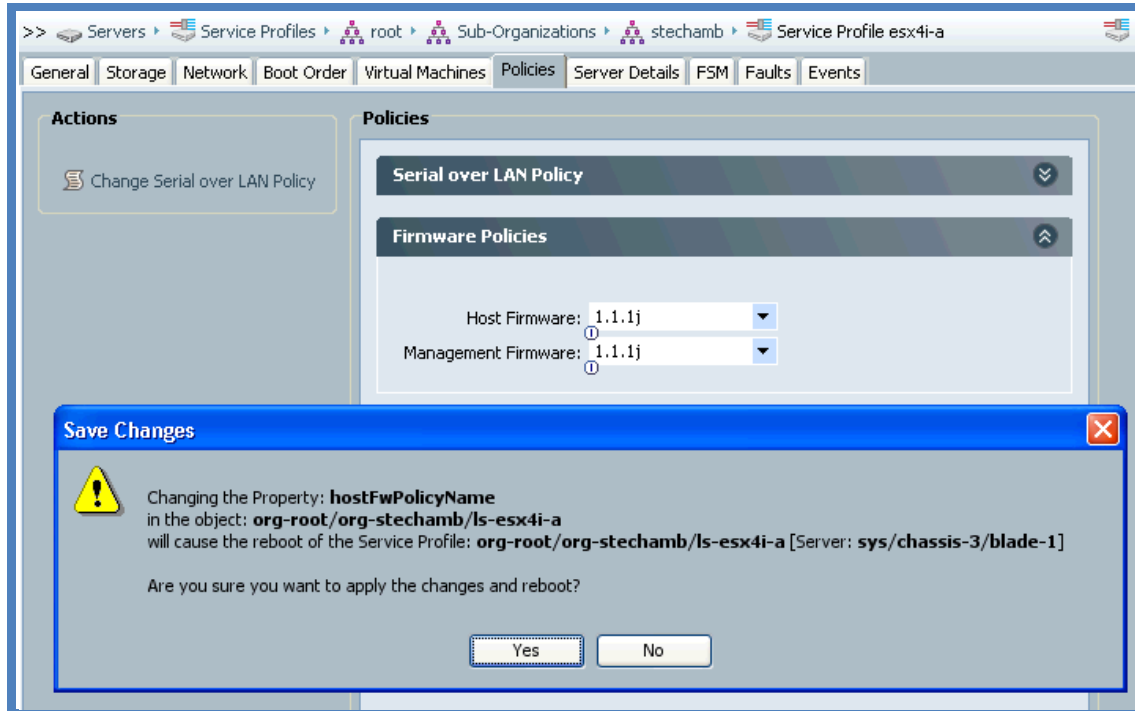 >> Servers Service Profiles root Sub-Organizations stechamb Service Profile esx4i-a
General Storage Network Boot Order Virtual Machines Policies Server Details FSM Faults Events
Actions
Change Serial over LAN Policy
Policies
Serial over LAN Policy
Firmware Policies
Host Firmware: 1.1.1j
Management Firmware: 1.1.1j
Save Changes
Changing the Property: hostFwPolicyName
in the object: org-root/org-stechamb/ls-esx4i-a
will cause the reboot of the Service Profile: org-root/org-stechamb/ls-esx4i-a [Server: sys/chassis-3/blade-1]
Are you sure you want to apply the changes and reboot?
Yes No